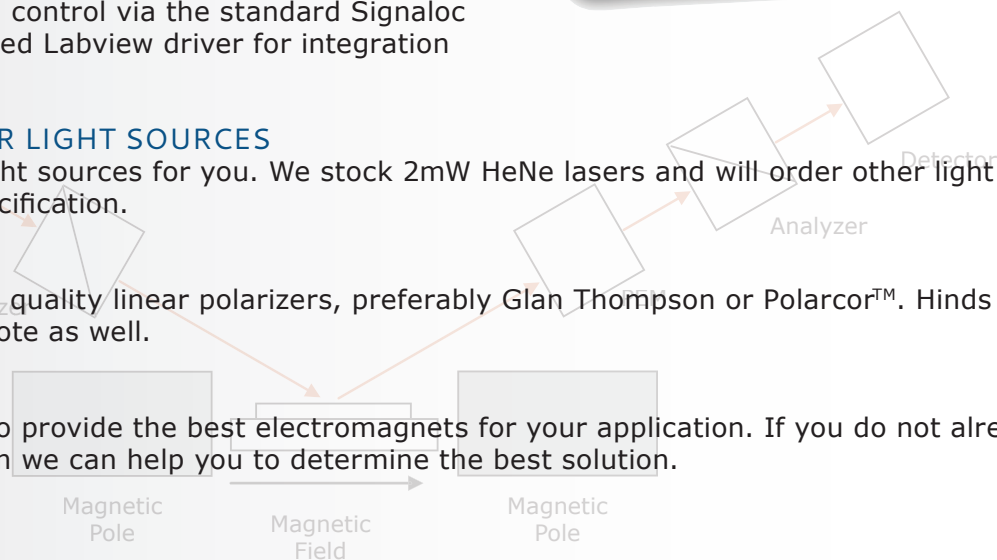 control via the standard Signaloc
ed Labview driver for integration
R LIGHT SOURCES
ht sources for you. We stock 2mW HeNe lasers and will order other light
Detector
cification.
Analyzer
quality linear polarizers, preferably Glan Thompson or Polarcor™. Hinds
PEM
ote as well.
o provide the best electromagnets for your application. If you do not alre
n we can help you to determine the best solution.
Magnetic
Pole
Magnetic
Field
Magnetic
Pole